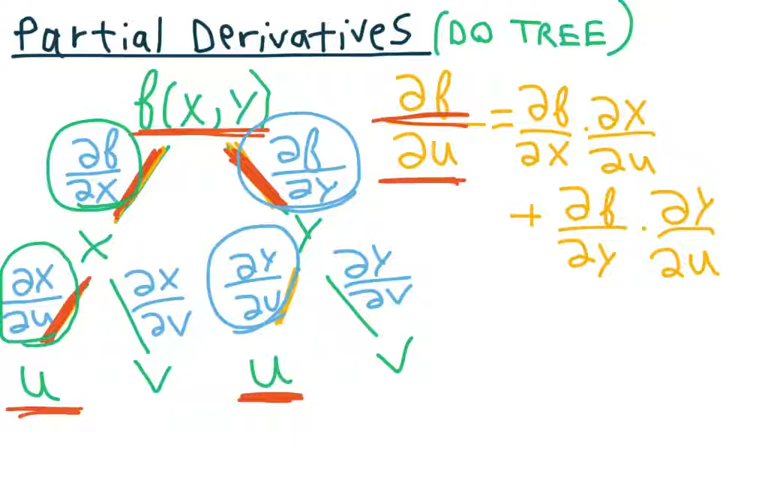 Partial Derivatives (DO TREE)
f(x, y)
∂f/∂x
∂f/∂y
∂f/∂u = ∂f/∂x · ∂x/∂u
+ ∂f/∂y · ∂y/∂u
x
y
∂x/∂u
∂x/∂v
∂y/∂u
∂y/∂v
u
v
u
v